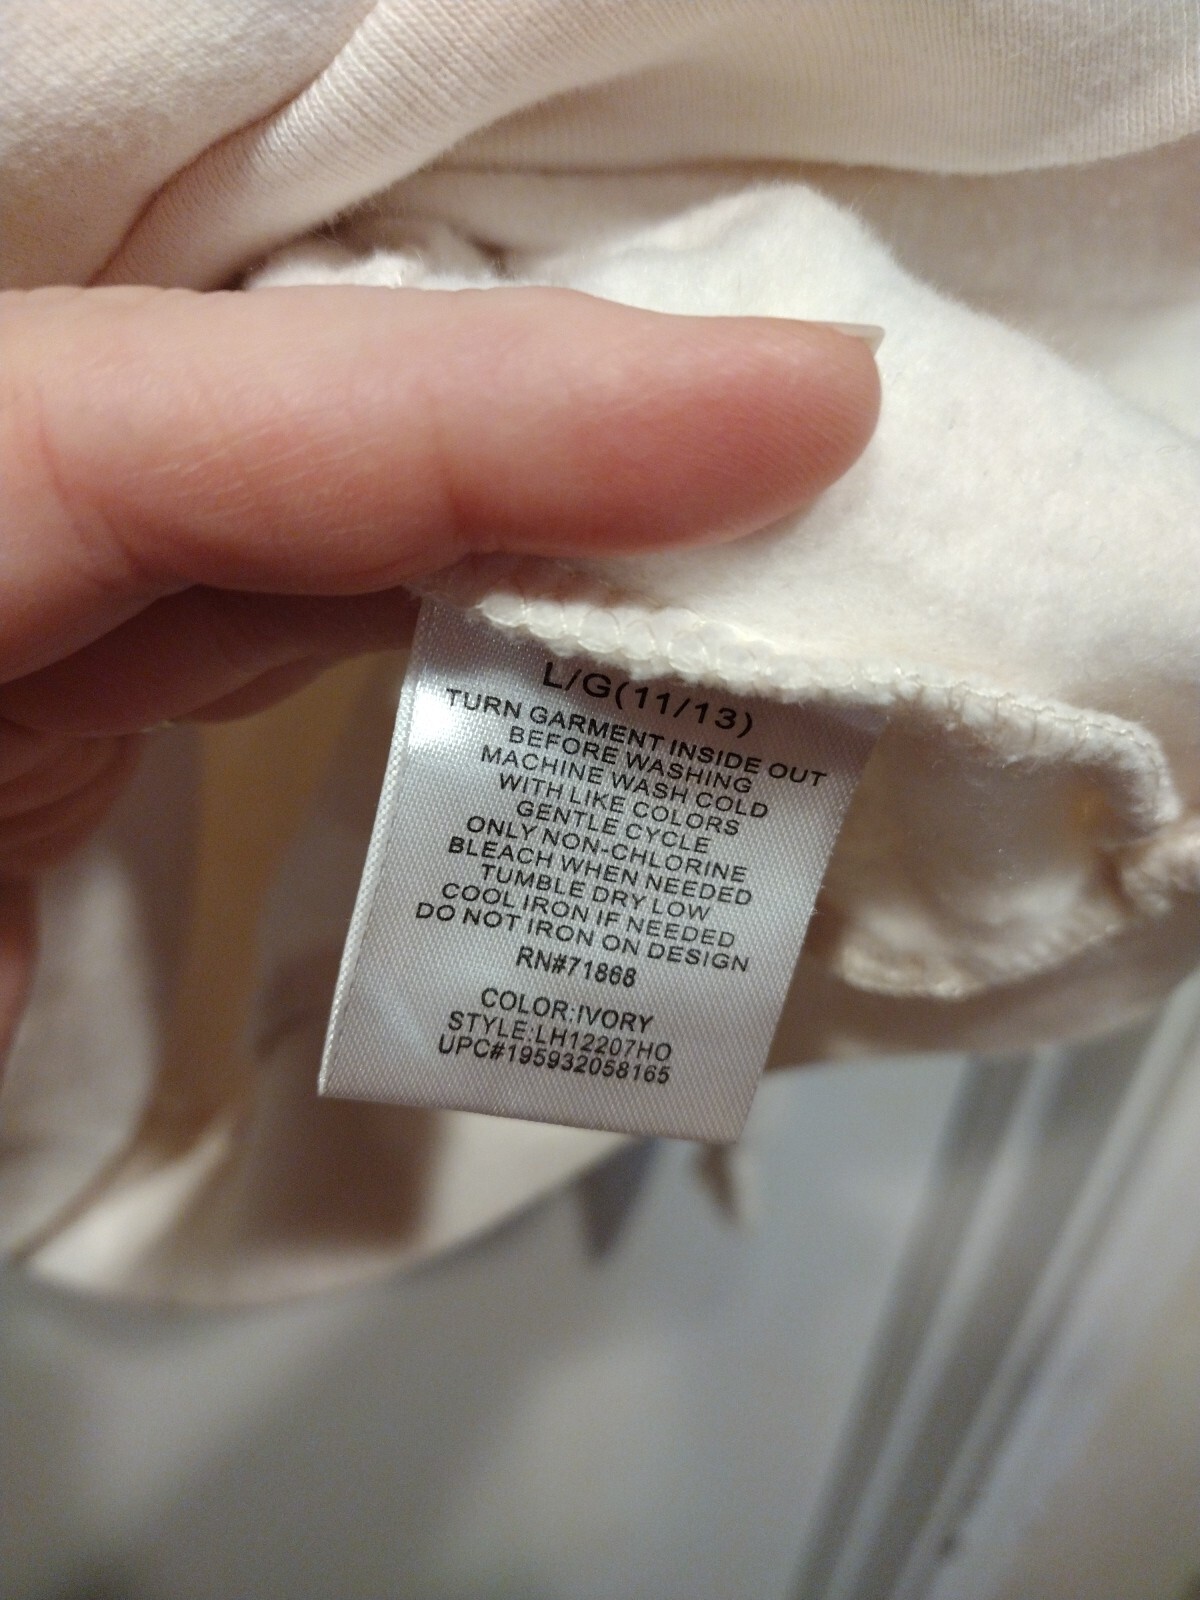 L/G(11/13)
TURN GARMENT INSIDE OUT
BEFORE WASHING
MACHINE WASH COLD
WITH LIKE COLORS
GENTLE CYCLE
ONLY NON-CHLORINE
BLEACH WHEN NEEDED
TUMBLE DRY LOW
COOL IRON IF NEEDED
DO NOT IRON ON DESIGN
RN#71868
COLOR:IVORY
STYLE:LH12207HO
UPC#195932058165